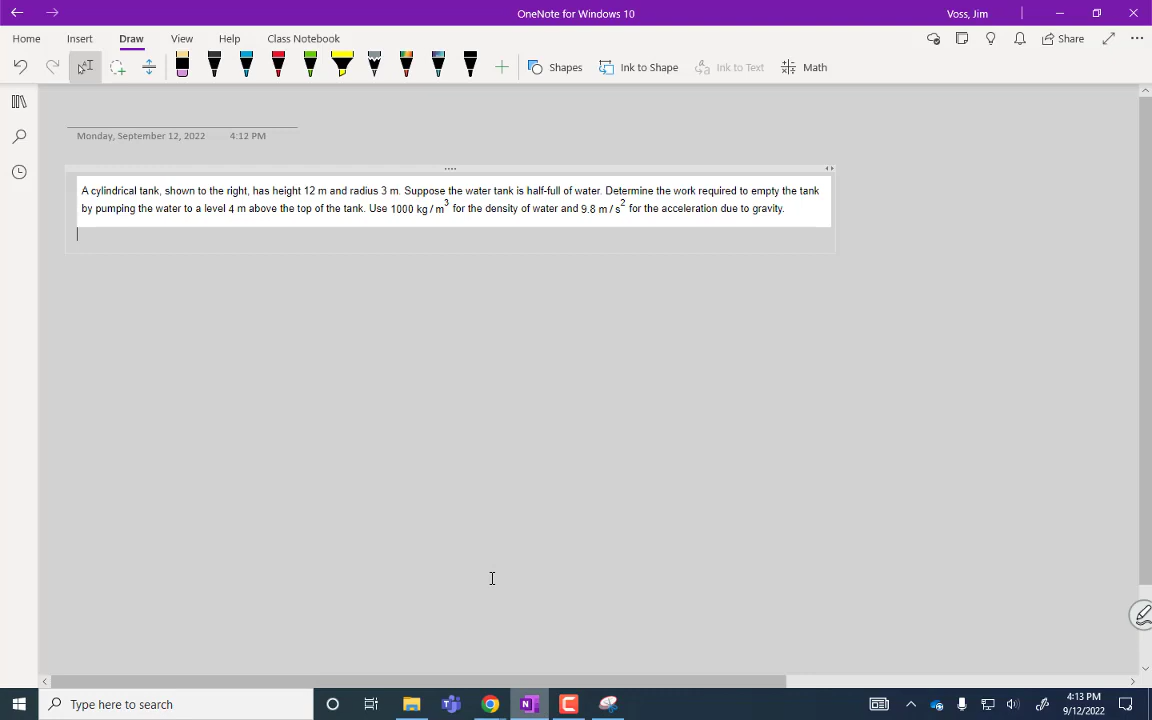 OneNote for Windows 10
Voss, Jim
Home
Insert
Draw
View
Help
Class Notebook
Share
Shapes
Ink to Shape
Ink to Text
Math
Monday, September 12, 2022 4:12 PM
A cylindrical tank, shown to the right, has height 12 m and radius 3 m. Suppose the water tank is half-full of water. Determine the work required to empty the tank
by pumping the water to a level 4 m above the top of the tank. Use 1000 kg / m³ for the density of water and 9.8 m / s² for the acceleration due to gravity.
Type here to search
4:13 PM
9/12/2022